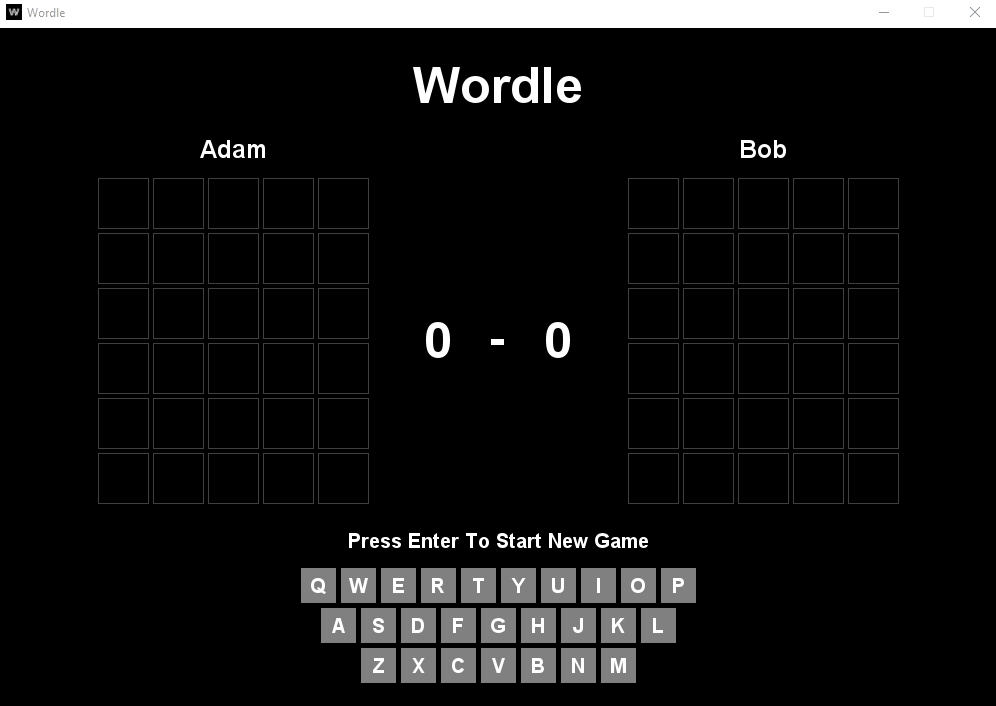 Wordle
Wordle
Adam
Bob
0 - 0
Press Enter To Start New Game
Q W E R T Y U I O P
A S D F G H J K L
Z X C V B N M